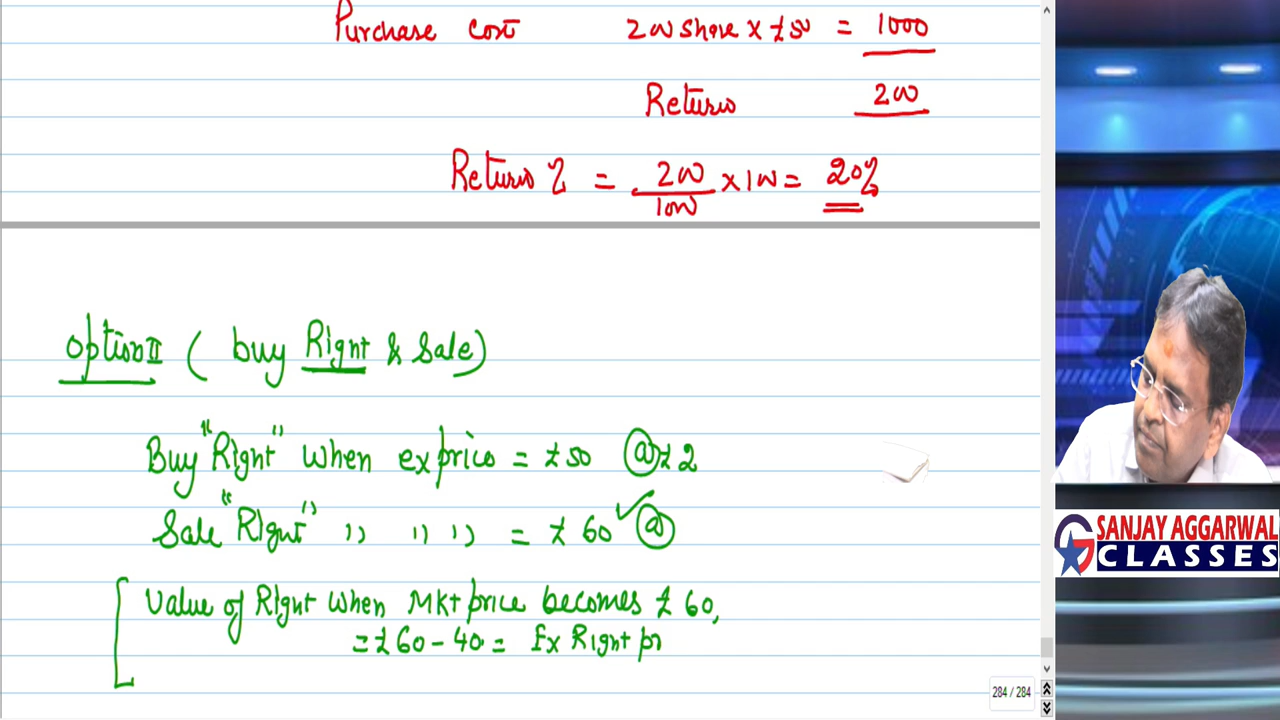 Purchase cost 20 share x ₹50 = 1000
Return 200
Return % = 200/1000 x 100 = 20%
Option II ( buy Right & Sale)
Buy "Right" when ex price = ₹50 @ ₹2
Sale "Right" ,, ,, ,, = ₹60 @
Value of Right when Mkt price becomes ₹60,
= ₹60 - 40 = Ex Right pr
284 / 284
SANJAY AGGARWAL
CLASSES